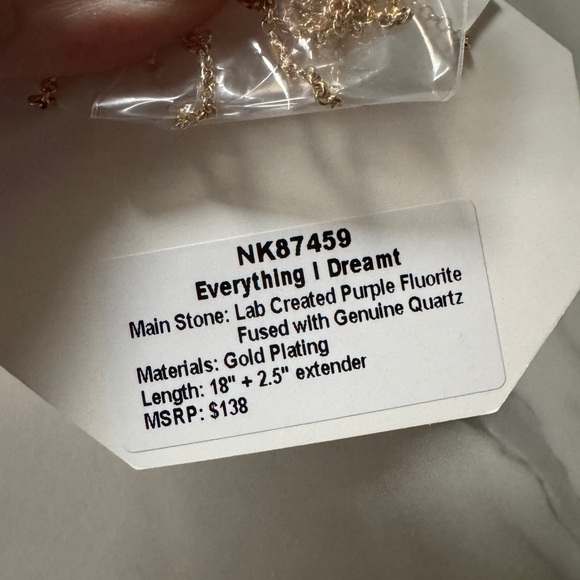 NK87459
Everything I Dreamt
Main Stone: Lab Created Purple Fluorite
Fused with Genuine Quartz
Materials: Gold Plating
Length: 18" + 2.5" extender
MSRP: $138